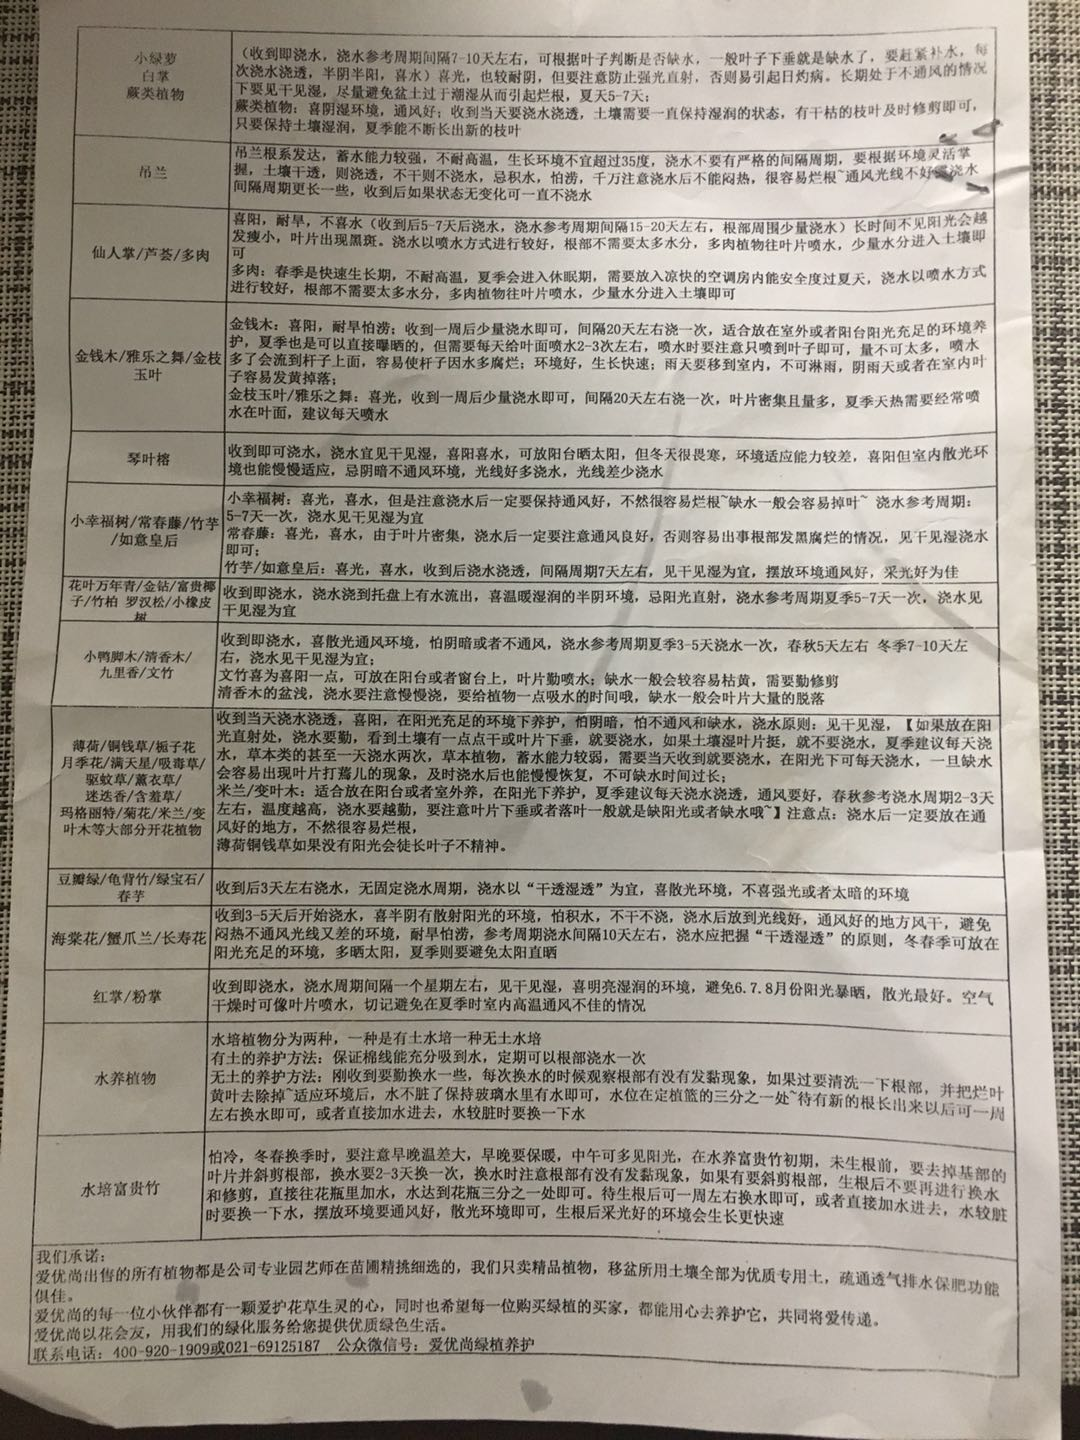 小绿萝
白掌
蕨类植物
（收到即浇水，浇水参考周期间隔7-10天左右，可根据叶子判断是否缺水，一般叶子下垂就是缺水了，要赶紧补水，每
次浇水浇透，半阴半阳，喜水）喜光，也较耐阴，但要注意防止强光直射，否则易引起日灼病。长期处于不通风的情况
下要见干见湿，尽量避免盆土过于潮湿从而引起烂根，夏天5-7天；
蕨类植物：喜阴湿环境，通风好；收到当天要浇水浇透，土壤需要一直保持湿润的状态，有干枯的枝叶及时修剪即可，
只要保持土壤湿润，夏季能不断长出新的枝叶
吊兰
吊兰根系发达，蓄水能力较强，不耐高温，生长环境不宜超过35度，浇水不要有严格的间隔周期，要根据环境灵活掌
握，土壤干透，则浇透，不干则不浇水，忌积水，怕涝，千万注意浇水后不能闷热，很容易烂根~通风光线不好 浇水
间隔周期更长一些，收到后如果状态无变化可一直不浇水
仙人掌/芦荟/多肉
喜阳，耐旱，不喜水（收到后5-7天后浇水，浇水参考周期间隔15-20天左右，根部周围少量浇水）长时间不见阳光会越
发瘦小，叶片出现黑斑。浇水以喷水方式进行较好，根部不需要太多水分，多肉植物往叶片喷水，少量水分进入土壤即
可
多肉：春季是快速生长期，不耐高温，夏季会进入休眠期，需要放入凉快的空调房内能安全度过夏天，浇水以喷水方式
进行较好，根部不需要太多水分，多肉植物往叶片喷水，少量水分进入土壤即可
金钱木/雅乐之舞/金枝
玉叶
金钱木：喜阳，耐旱怕涝；收到一周后少量浇水即可，间隔20天左右浇一次，适合放在室外或者阳台阳光充足的环境养
护，夏季也是可以直接曝晒的，但需要每天给叶面喷水2-3次左右，喷水时要注意只喷到叶子即可，量不可太多，喷水
多了会流到杆子上面，容易使杆子因水多腐烂；环境好，生长快速；雨天要移到室内，不可淋雨，阴雨天或者在室内叶
子容易发黄掉落；
金枝玉叶/雅乐之舞：喜光，收到一周后少量浇水即可，间隔20天左右浇一次，叶片密集且量多，夏季天热需要经常喷
水在叶面，建议每天喷水
琴叶榕
收到即可浇水，浇水宜见干见湿，喜阳喜水，可放阳台晒太阳，但冬天很畏寒，环境适应能力较差，喜阳但室内散光环
境也能慢慢适应，忌阴暗不通风环境，光线好多浇水，光线差少浇水
小幸福树/常春藤/竹芋
/如意皇后
小幸福树：喜光，喜水，但是注意浇水后一定要保持通风好，不然很容易烂根~缺水一般会容易掉叶~ 浇水参考周期：
5-7天一次，浇水见干见湿为宜
常春藤：喜光，喜水，由于叶片密集，浇水后一定要注意通风良好，否则容易出事根部发黑腐烂的情况，见干见湿浇水
即可；
竹芋/如意皇后：喜光，喜水，收到后浇水浇透，间隔周期7天左右，见干见湿为宜，摆放环境通风好，采光好为佳
花叶万年青/金钻/富贵椰
子/竹柏 罗汉松/小橡皮
树
收到即浇水，浇水浇到托盘上有水流出，喜温暖湿润的半阴环境，忌阳光直射，浇水参考周期夏季5-7天一次，浇水见
干见湿为宜
小鸭脚木/清香木/
九里香/文竹
收到即浇水，喜散光通风环境，怕阴暗或者不通风，浇水参考周期夏季3-5天浇水一次，春秋5天左右 冬季7-10天左
右，浇水见干见湿为宜；
文竹喜为喜阳一点，可放在阳台或者窗台上，叶片勤喷水；缺水一般会较容易枯黄，需要勤修剪
清香木的盆浅，浇水要注意慢慢浇，要给植物一点吸水的时间哦，缺水一般会叶片大量的脱落
薄荷/铜钱草/栀子花
月季花/满天星/吸毒草/
驱蚊草/薰衣草/
迷迭香/含羞草/
玛格丽特/菊花/米兰/变
叶木等大部分开花植物
收到当天浇水浇透，喜阳，在阳光充足的环境下养护，怕阴暗，怕不通风和缺水，浇水原则：见干见湿，【如果放在阳
光直射处，浇水要勤，看到土壤有一点点干或叶片下垂，就要浇水，如果土壤湿叶片挺，就不要浇水，夏季建议每天浇
水，草本类的甚至一天浇水两次，草本植物，蓄水能力较弱，需要当天收到就要浇水，在阳光下可每天浇水，一旦缺水
会容易出现叶片打蔫儿的现象，及时浇水后也能慢慢恢复，不可缺水时间过长；
米兰/变叶木：适合放在阳台或者室外养，在阳光下养护，夏季建议每天浇水浇透，通风要好，春秋参考浇水周期2-3天
左右，温度越高，浇水要越勤，要注意叶片下垂或者落叶一般就是缺阳光或者缺水哦~】注意点：浇水后一定要放在通
风好的地方，不然很容易烂根，
薄荷铜钱草如果没有阳光会徒长叶子不精神。
豆瓣绿/龟背竹/绿宝石/
春芋
收到后3天左右浇水，无固定浇水周期，浇水以“干透湿透”为宜，喜散光环境，不喜强光或者太暗的环境
海棠花/蟹爪兰/长寿花
收到3-5天后开始浇水，喜半阴有散射阳光的环境，怕积水，不干不浇，浇水后放到光线好，通风好的地方风干，避免
闷热不通风光线又差的环境，耐旱怕涝，参考周期浇水间隔10天左右，浇水应把握“干透湿透”的原则，冬春季可放在
阳光充足的环境，多晒太阳，夏季则要避免太阳直晒
红掌/粉掌
收到即浇水，浇水周期间隔一个星期左右，见干见湿，喜明亮湿润的环境，避免6.7.8月份阳光暴晒，散光最好。空气
干燥时可像叶片喷水，切记避免在夏季时室内高温通风不佳的情况
水养植物
水培植物分为两种，一种是有土水培一种无土水培
有土的养护方法：保证棉线能充分吸到水，定期可以根部浇水一次
无土的养护方法：刚收到要勤换水一些，每次换水的时候观察根部有没有发黏现象，如果过要清洗一下根部，并把烂叶
黄叶去除掉~适应环境后，水不脏了保持玻璃水里有水即可，水位在定植篮的三分之一处~待有新的根长出来以后可一周
左右换水即可，或者直接加水进去，水较脏时要换一下水
水培富贵竹
怕冷，冬春换季时，要注意早晚温差大，早晚要保暖，中午可多见阳光，在水养富贵竹初期，未生根前，要去掉基部的
叶片并斜剪根部，换水要2-3天换一次，换水时注意根部有没有发黏现象，如果有要斜剪根部，生根后不要再进行换水
和修剪，直接往花瓶里加水，水达到花瓶三分之一处即可。待生根后可一周左右换水即可，或者直接加水进去，水较脏
时要换一下水，摆放环境要通风好，散光环境即可，生根后采光好的环境会生长更快速
我们承诺：
爱优尚出售的所有植物都是公司专业园艺师在苗圃精挑细选的，我们只卖精品植物，移盆所用土壤全部为优质专用土，疏通透气排水保肥功能
俱佳。
爱优尚的每一位小伙伴都有一颗爱护花草生灵的心，同时也希望每一位购买绿植的买家，都能用心去养护它，共同将爱传递。
爱优尚以花会友，用我们的绿化服务给您提供优质绿色生活。
联系电话：400-920-1909或021-69125187 公众微信号：爱优尚绿植养护